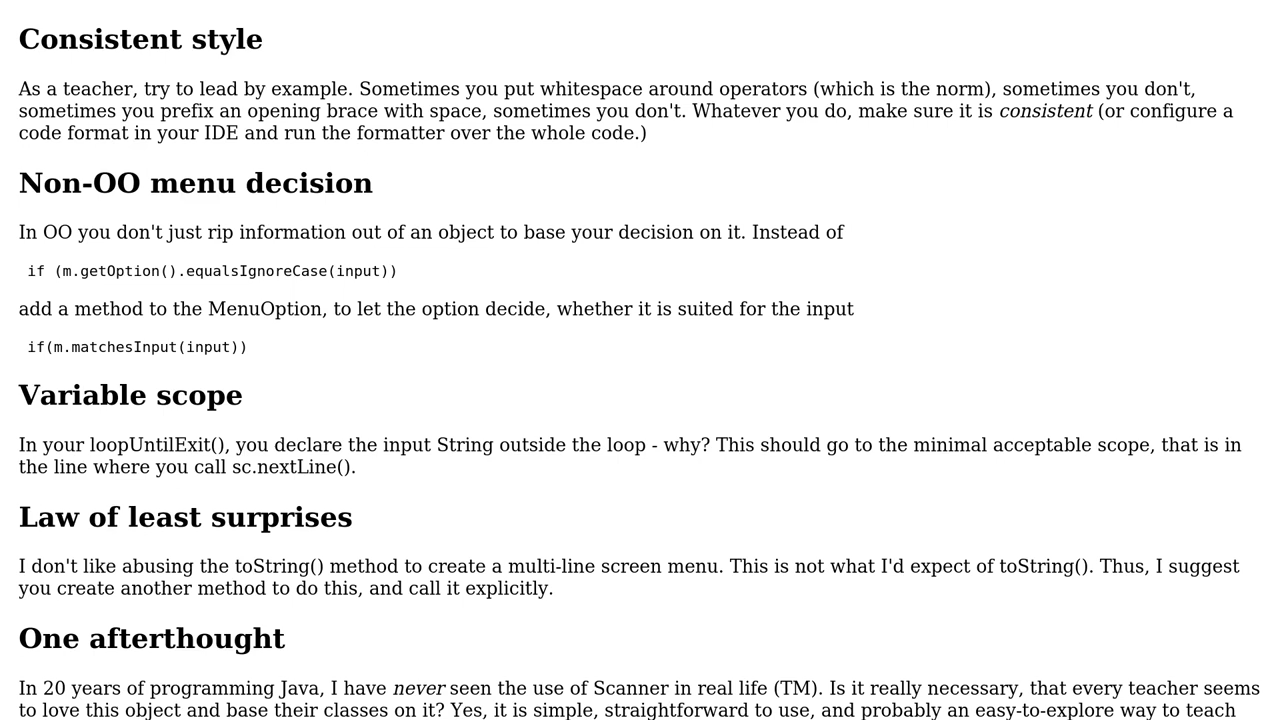 Consistent style
As a teacher, try to lead by example. Sometimes you put whitespace around operators (which is the norm), sometimes you don't,
sometimes you prefix an opening brace with space, sometimes you don't. Whatever you do, make sure it is consistent (or configure a
code format in your IDE and run the formatter over the whole code.)
Non-OO menu decision
In OO you don't just rip information out of an object to base your decision on it. Instead of
if (m.getOption().equalsIgnoreCase(input))
add a method to the MenuOption, to let the option decide, whether it is suited for the input
if(m.matchesInput(input))
Variable scope
In your loopUntilExit(), you declare the input String outside the loop - why? This should go to the minimal acceptable scope, that is in
the line where you call sc.nextLine().
Law of least surprises
I don't like abusing the toString() method to create a multi-line screen menu. This is not what I'd expect of toString(). Thus, I suggest
you create another method to do this, and call it explicitly.
One afterthought
In 20 years of programming Java, I have never seen the use of Scanner in real life (TM). Is it really necessary, that every teacher seems
to love this object and base their classes on it? Yes, it is simple, straightforward to use, and probably an easy-to-explore way to teach